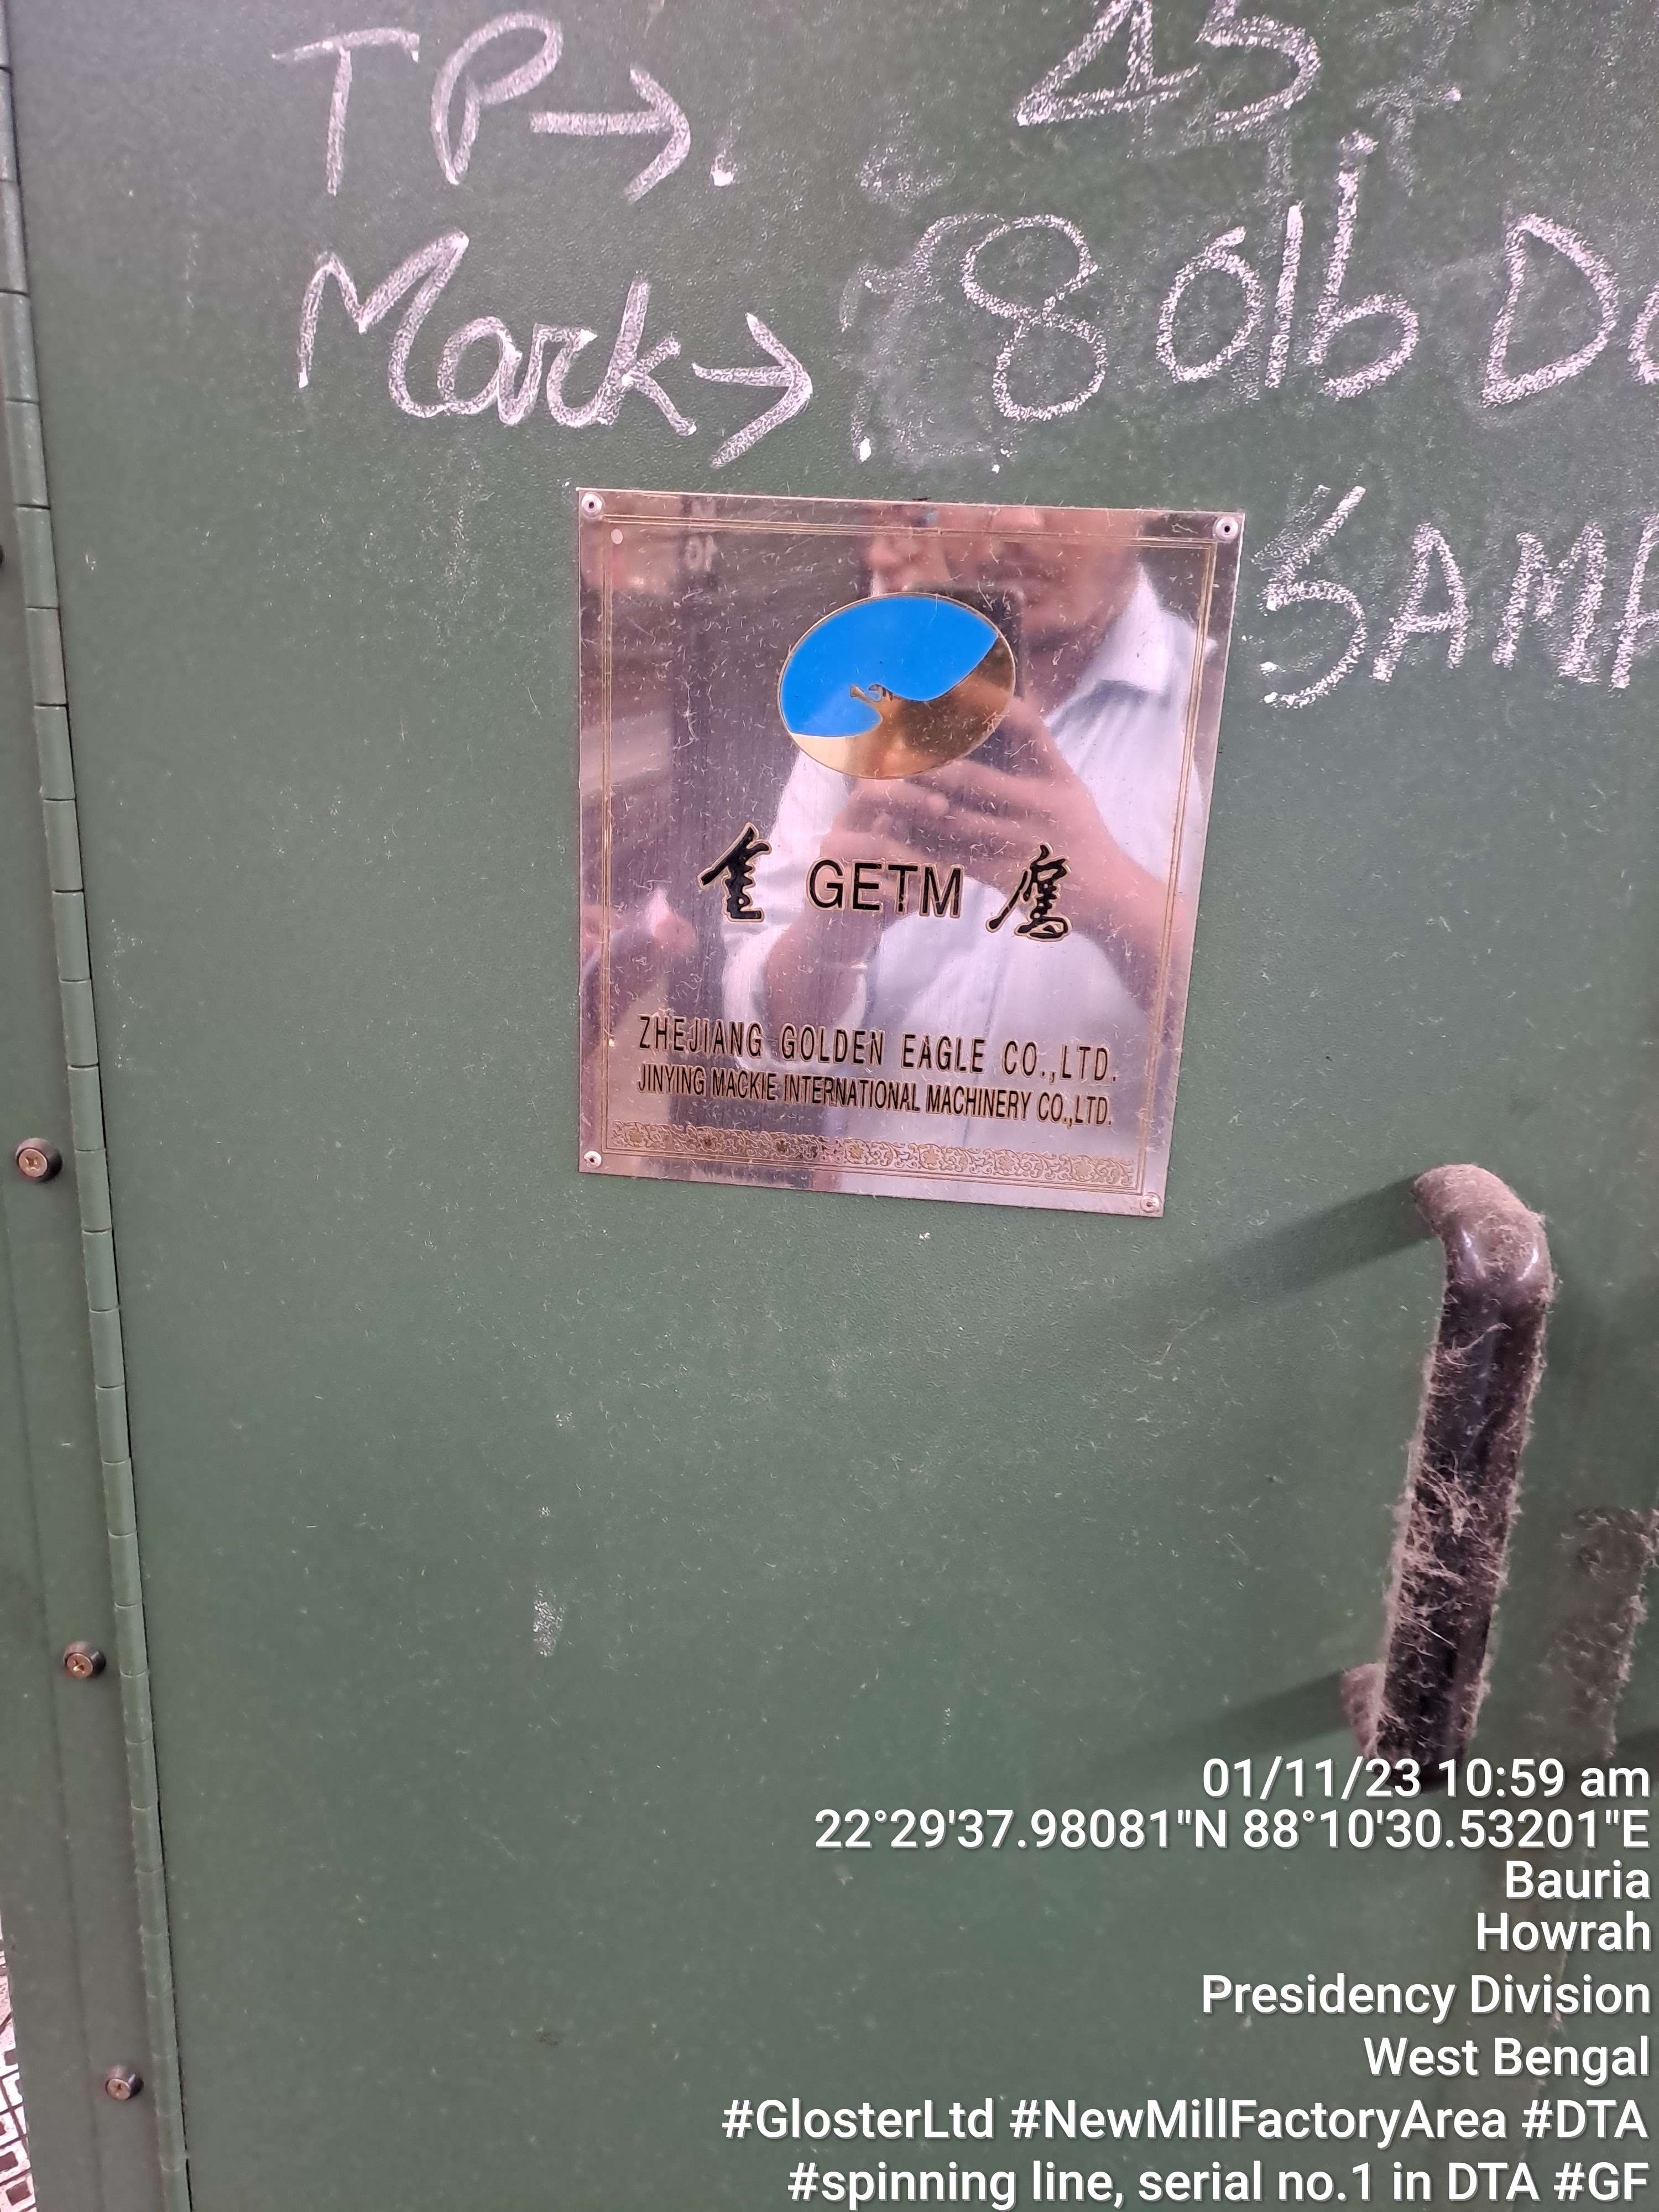 TP→. 45
Mark→ 8 01b
SAM
金 GETM 鹰
ZHEJIANG GOLDEN EAGLE CO.,LTD.
JINYING MACKIE INTERNATIONAL MACHINERY CO.,LTD.
01/11/23 10:59 am
22°29'37.98081"N 88°10'30.53201"E
Bauria
Howrah
Presidency Division
West Bengal
#GlosterLtd #NewMillFactoryArea #DTA
#spinning line, serial no.1 in DTA #GF